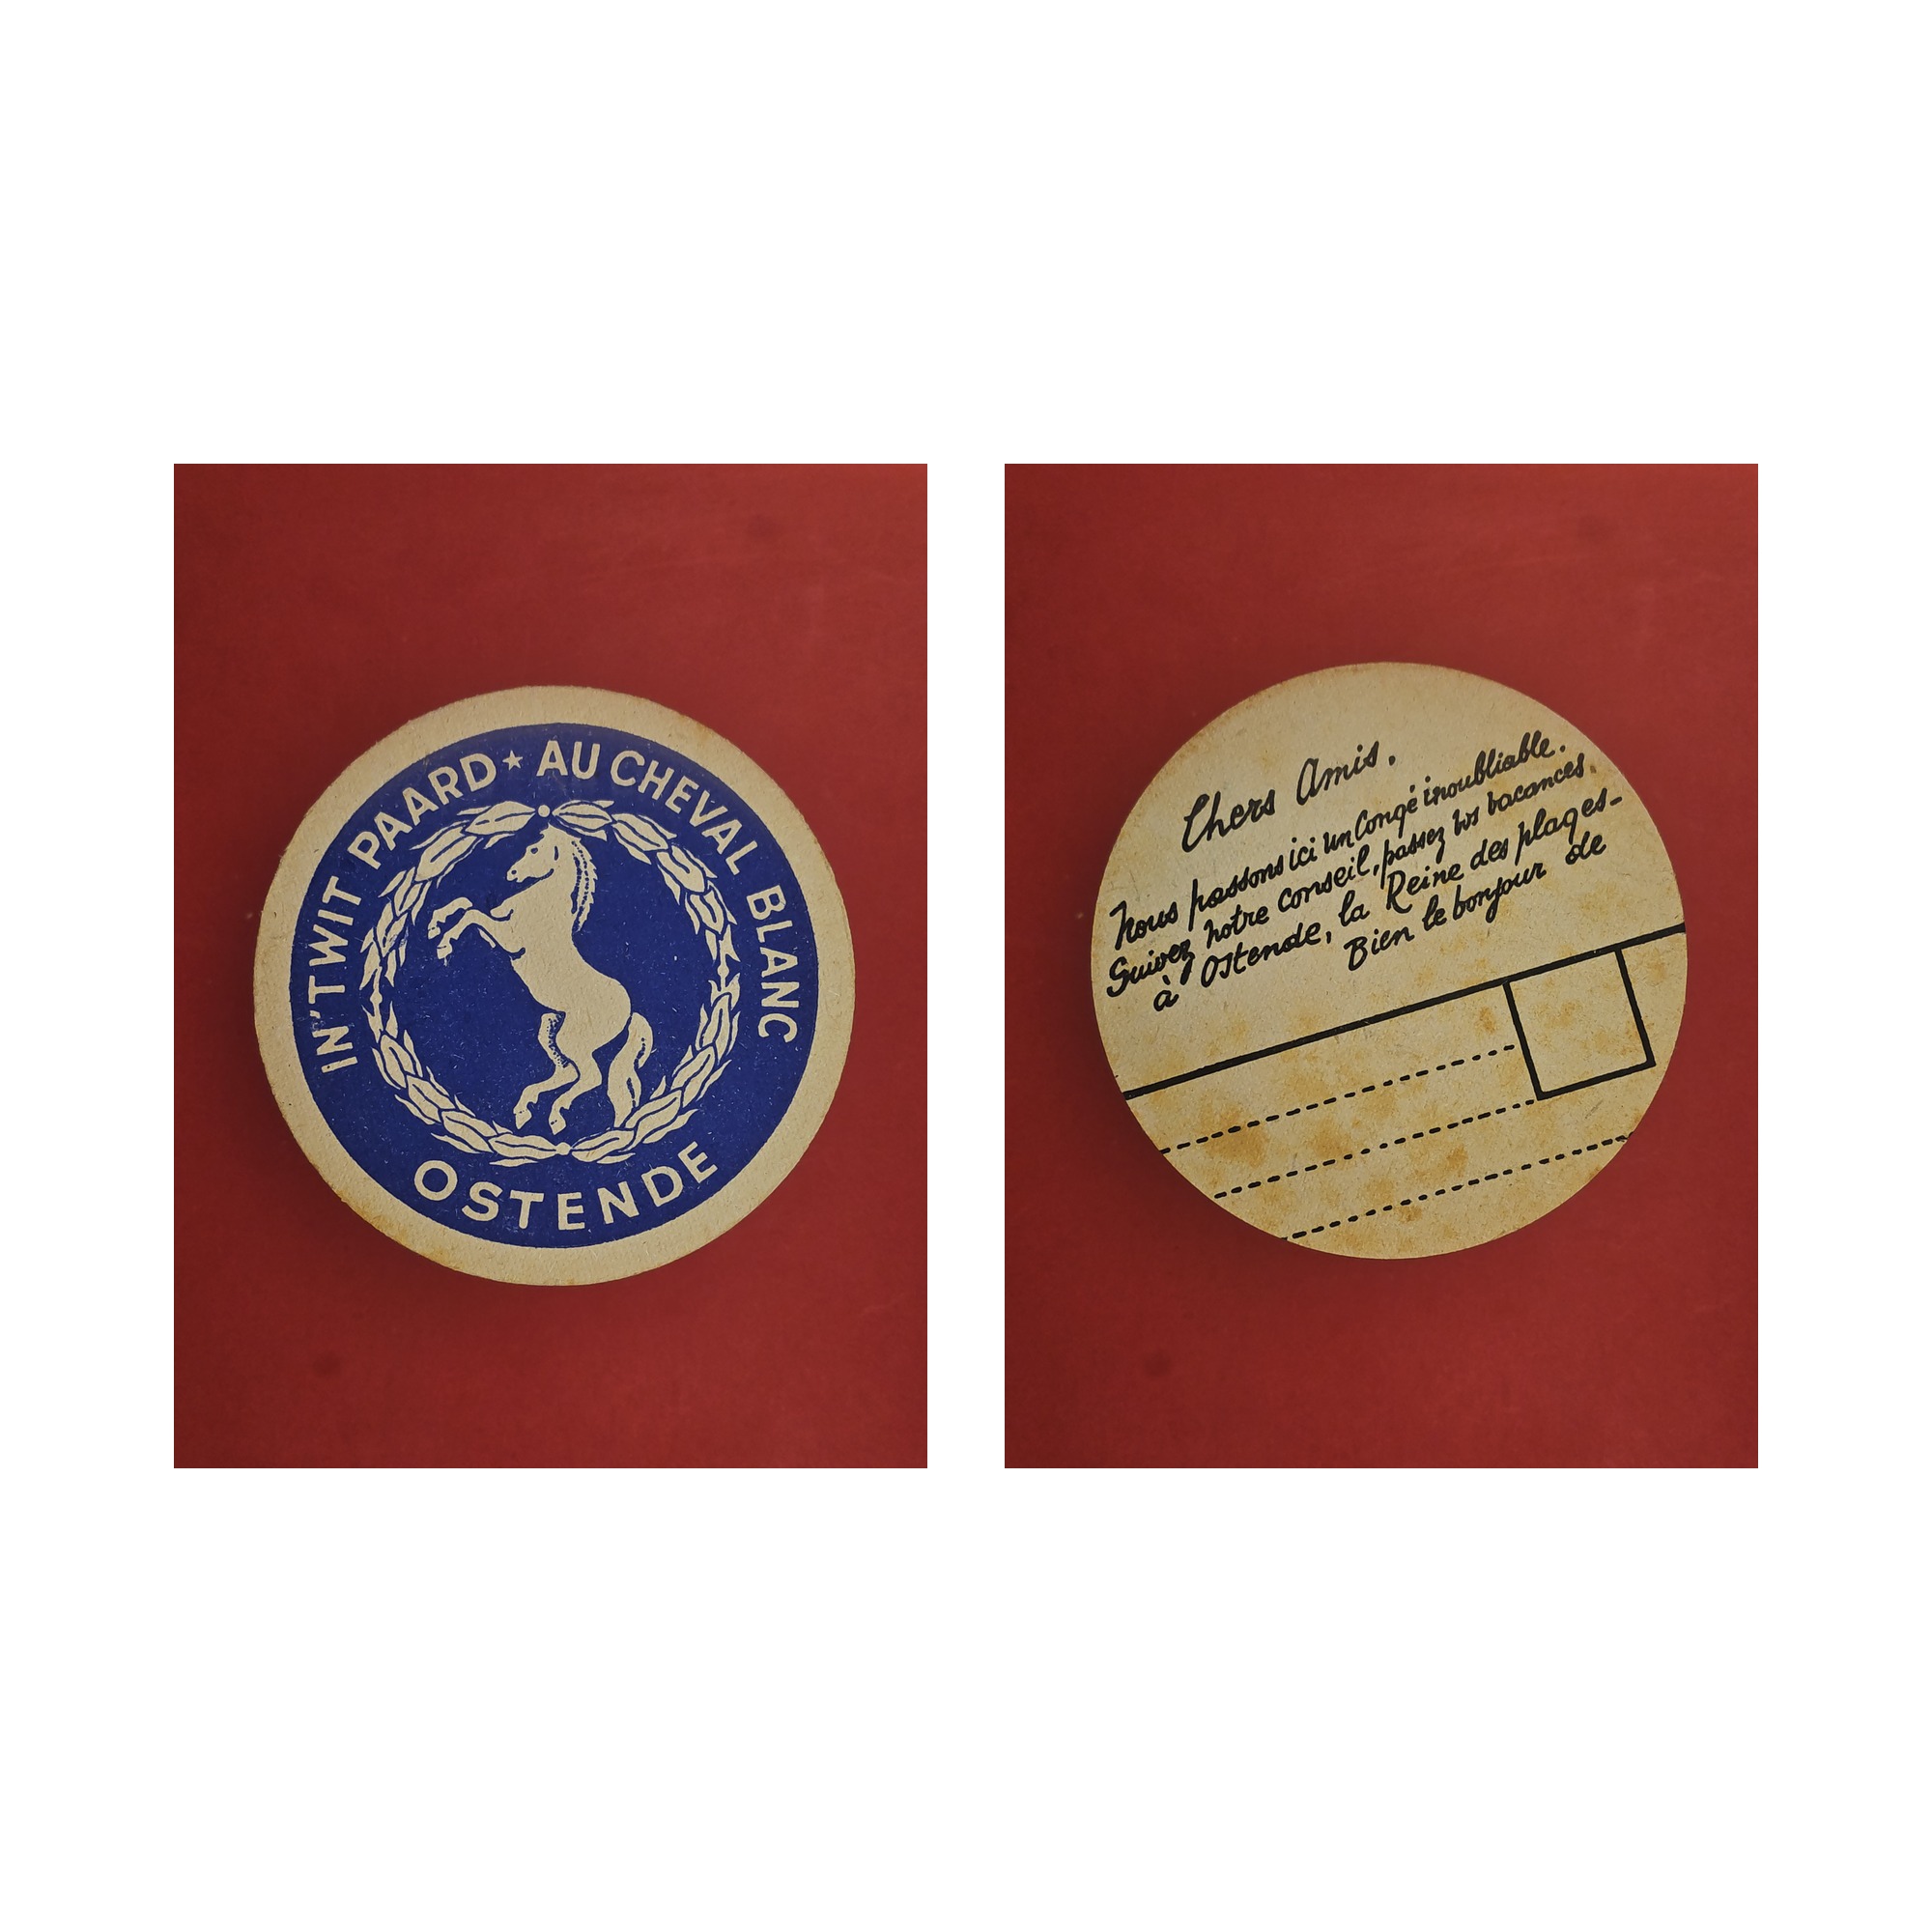 IN'TWIT PAARD ★ AU CHEVAL BLANC
OSTENDE
Chers Amis.
Nous passons ici un Congé inoubliable.
Suivez notre conseil, passez vos vacances.
à Ostende, la Reine des plages-
Bien le bonjour de